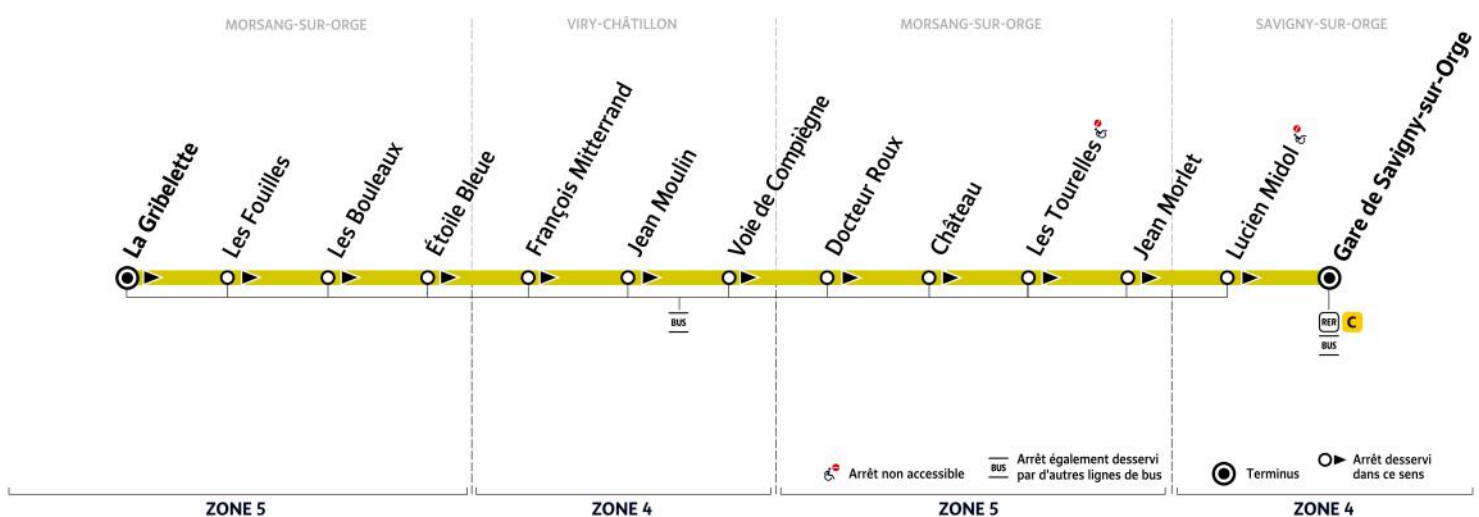 MORSANG-SUR-ORGE
VIRY-CHÂTILLON
MORSANG-SUR-ORGE
SAVIGNY-SUR-ORGE
La Gribelette
Les Fouilles
Les Bouleaux
Étoile Bleue
François Mitterrand
Jean Moulin
Voie de Compiègne
Docteur Roux
Château
Les Tourelles
Jean Morlet
Lucien Midol
Gare de Savigny-sur-Orge
BUS
RER C
BUS
Arrêt non accessible
BUS
Arrêt également desservi
par d'autres lignes de bus
Terminus
Arrêt desservi
dans ce sens
ZONE 5
ZONE 4
ZONE 5
ZONE 4